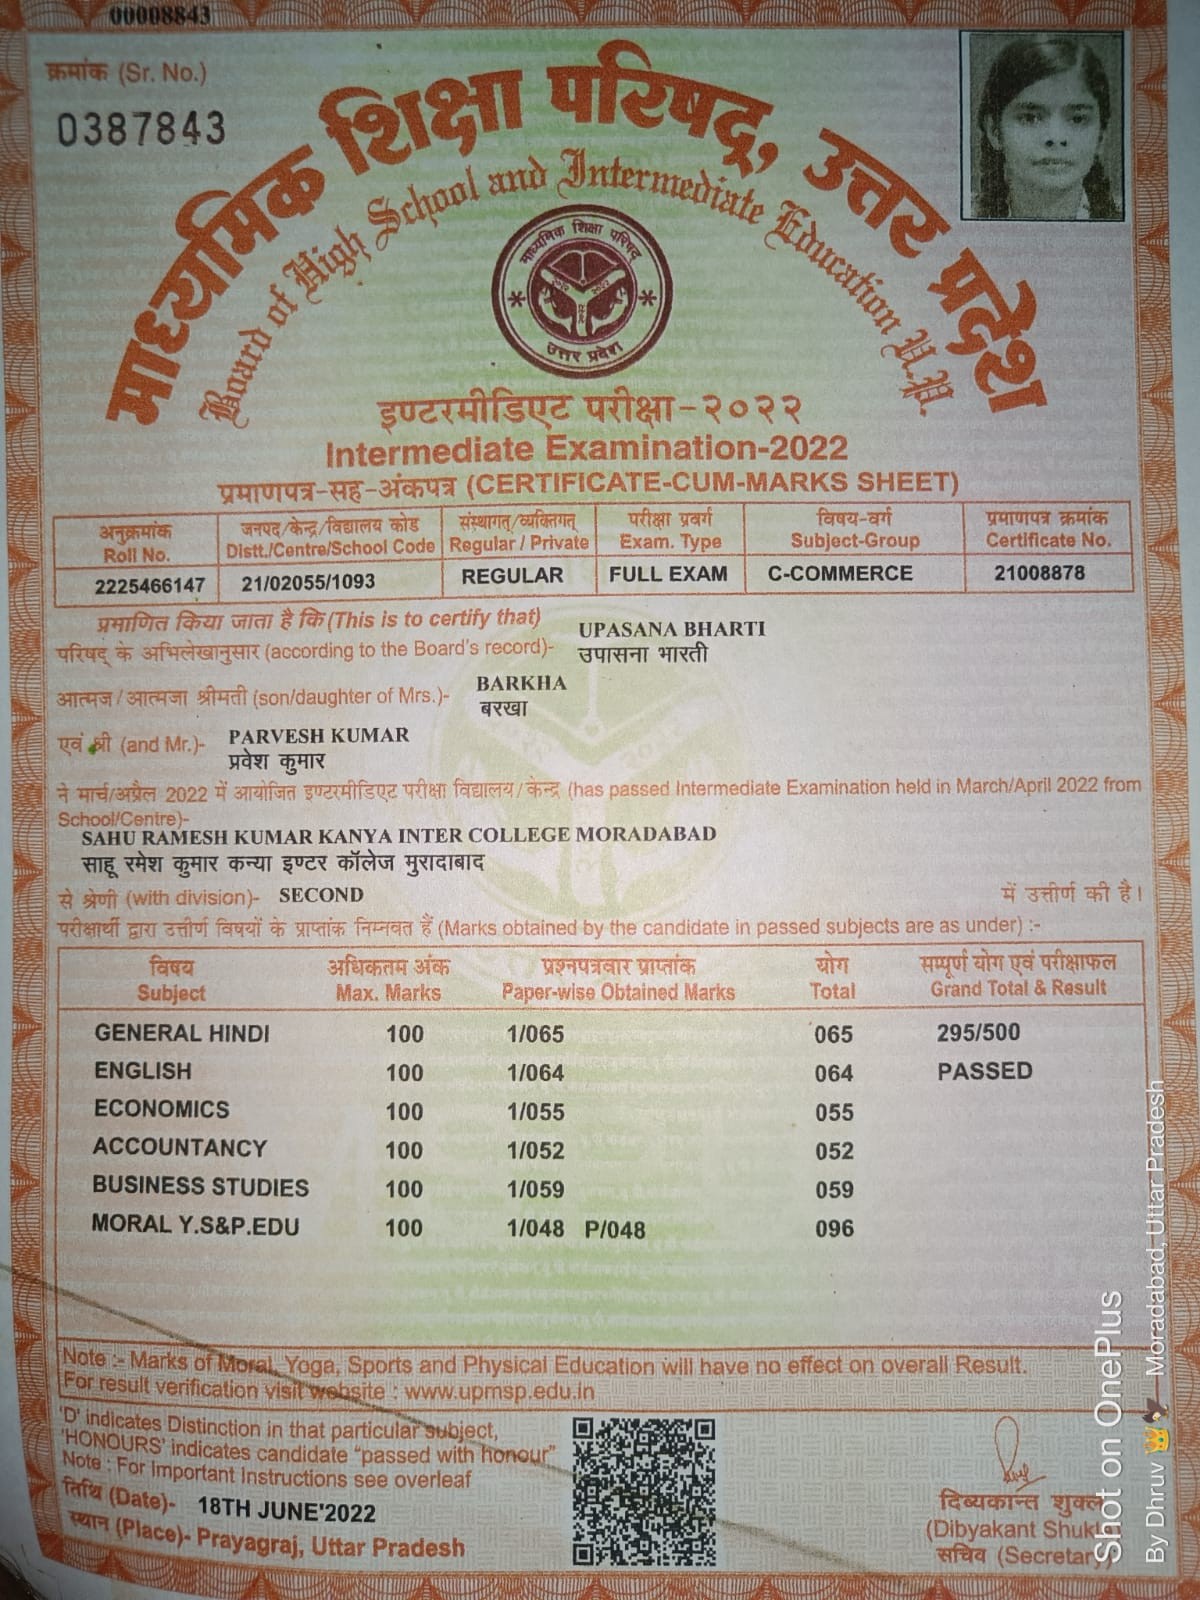 00008843
क्रमांक (Sr. No.)
0387843
माध्यमिक शिक्षा परिषद्, उत्तर प्रदेश
Board of High School and Intermediate Education U.P.
माध्यमिक शिक्षा परिषद्
उत्तर प्रदेश
इण्टरमीडिएट परीक्षा-२०२२
Intermediate Examination-2022
प्रमाणपत्र-सह-अंकपत्र (CERTIFICATE-CUM-MARKS SHEET)
अनुक्रमांक जनपद/केन्द्र/विद्यालय कोड संस्थागत/व्यक्तिगत परीक्षा प्रवर्ग विषय-वर्ग प्रमाणपत्र क्रमांक
Roll No. Distt./Centre/School Code Regular / Private Exam. Type Subject-Group Certificate No.
2225466147 21/02055/1093 REGULAR FULL EXAM C-COMMERCE 21008878
प्रमाणित किया जाता है कि (This is to certify that)
परिषद् के अभिलेखानुसार (according to the Board's record)- UPASANA BHARTI
उपासना भारती
आत्मज/आत्मजा श्रीमती (son/daughter of Mrs.)- BARKHA
बरखा
एवं श्री (and Mr.)- PARVESH KUMAR
प्रवेश कुमार
ने मार्च/अप्रैल 2022 में आयोजित इण्टरमीडिएट परीक्षा विद्यालय/केन्द्र (has passed Intermediate Examination held in March/April 2022 from
School/Centre)-
SAHU RAMESH KUMAR KANYA INTER COLLEGE MORADABAD
साहू रमेश कुमार कन्या इण्टर कॉलेज मुरादाबाद
से श्रेणी (with division)- SECOND में उत्तीर्ण की है।
परीक्षार्थी द्वारा उत्तीर्ण विषयों के प्राप्तांक निम्नवत हैं (Marks obtained by the candidate in passed subjects are as under) :-
विषय अधिकतम अंक प्रश्नपत्रवार प्राप्तांक योग सम्पूर्ण योग एवं परीक्षाफल
Subject Max. Marks Paper-wise Obtained Marks Total Grand Total & Result
GENERAL HINDI 100 1/065 065 295/500
ENGLISH 100 1/064 064 PASSED
ECONOMICS 100 1/055 055
ACCOUNTANCY 100 1/052 052
BUSINESS STUDIES 100 1/059 059
MORAL Y.S&P.EDU 100 1/048 P/048 096
Note :- Marks of Moral, Yoga, Sports and Physical Education will have no effect on overall Result.
For result verification visit website : www.upmsp.edu.in
'D' indicates Distinction in that particular subject,
'HONOURS' indicates candidate "passed with honour"
Note : For Important Instructions see overleaf
तिथि (Date)- 18TH JUNE'2022
स्थान (Place)- Prayagraj, Uttar Pradesh
दिव्यकान्त शुक्ल
(Dibyakant Shukl
सचिव (Secretary)
Shot on OnePlus
By Dhruv 👑🦅 Moradabad, Uttar Pradesh